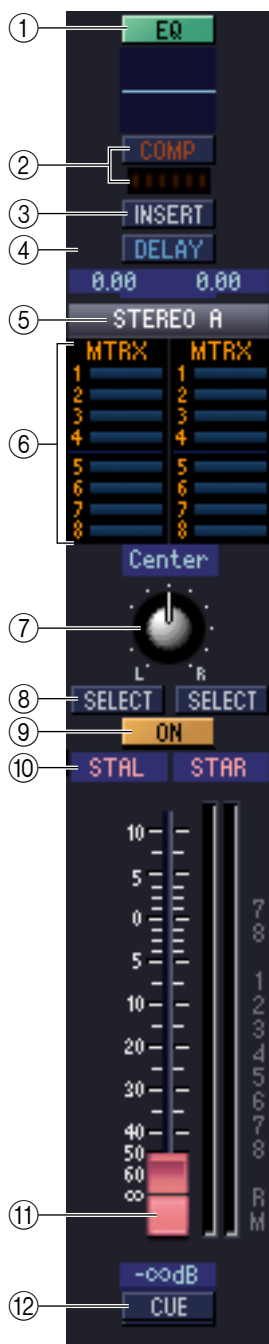 ① EQ
② COMP
③ INSERT
④ DELAY
0.00 0.00
⑤ STEREO A
⑥ MTRX MTRX
1
2 2
3 3
4 4
5 5
6 6
7 7
8 8
Center
⑦
L R
⑧ SELECT SELECT
⑨ ON
⑩ STAL STAR
10
5
0
5
10
20
30
40
50
60
∞
7
8
1
2
3
4
5
6
7
8
R
M
⑪
-∞dB
⑫ CUE